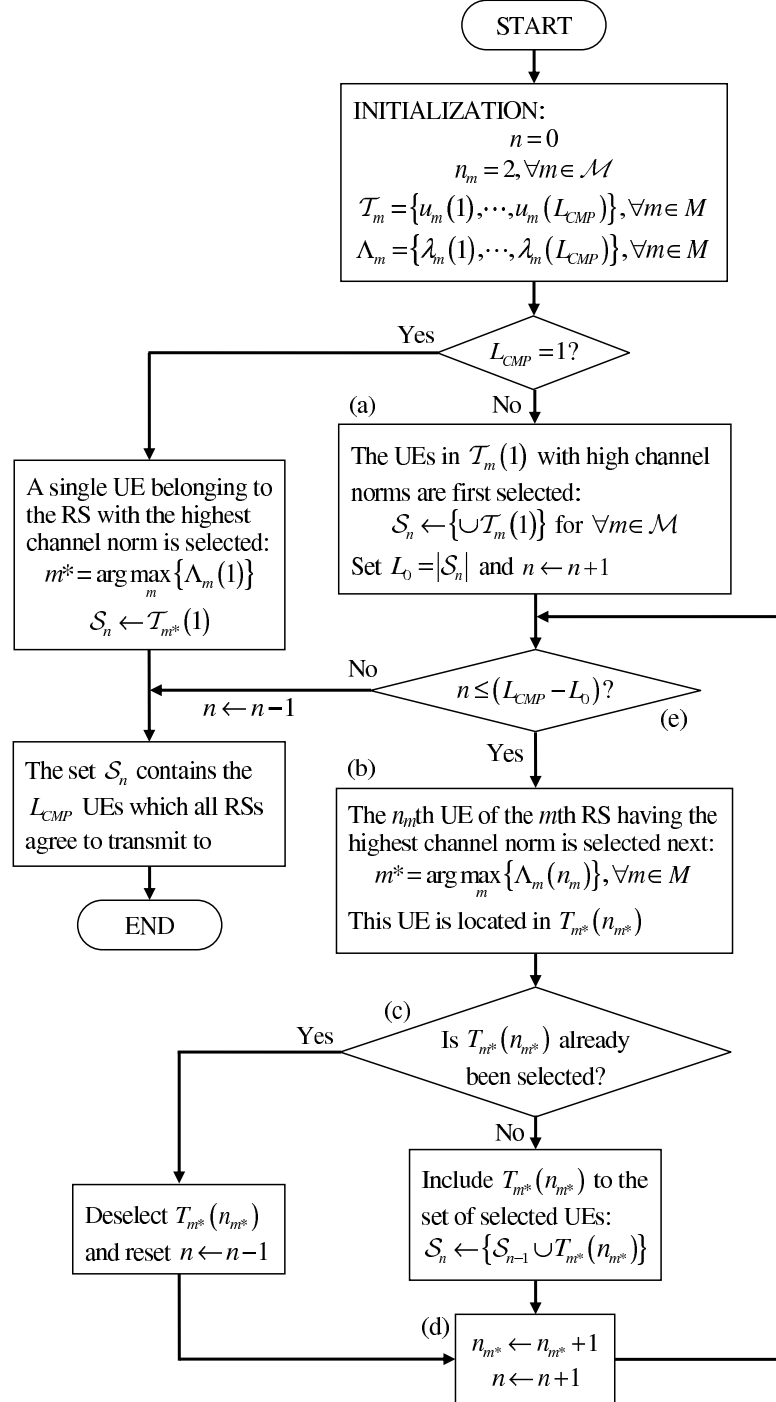 START
INITIALIZATION:
n = 0
n_m = 2, ∀m ∈ ℳ
𝒯_m = {u_m(1), ⋯, u_m(L_CMP)}, ∀m ∈ M
Λ_m = {λ_m(1), ⋯, λ_m(L_CMP)}, ∀m ∈ M
Yes
L_CMP = 1?
No
(a)
The UEs in 𝒯_m(1) with high channel
norms are first selected:
𝒮_n ← {∪𝒯_m(1)} for ∀m ∈ ℳ
Set L_0 = |𝒮_n| and n ← n+1
A single UE belonging to
the RS with the highest
channel norm is selected:
m* = arg max_m {Λ_m(1)}
𝒮_n ← 𝒯_m*(1)
No
n ≤ (L_CMP − L_0)?
n ← n−1
(e)
Yes
The set 𝒮_n contains the
L_CMP UEs which all RSs
agree to transmit to
END
(b)
The n_mth UE of the mth RS having the
highest channel norm is selected next:
m* = arg max_m {Λ_m(n_m)}, ∀m ∈ M
This UE is located in T_m*(n_m*)
(c)
Yes
Is T_m*(n_m*) already
been selected?
No
Deselect T_m*(n_m*)
and reset n ← n−1
Include T_m*(n_m*) to the
set of selected UEs:
𝒮_n ← {𝒮_n−1 ∪ T_m*(n_m*)}
(d)
n_m* ← n_m* +1
n ← n+1